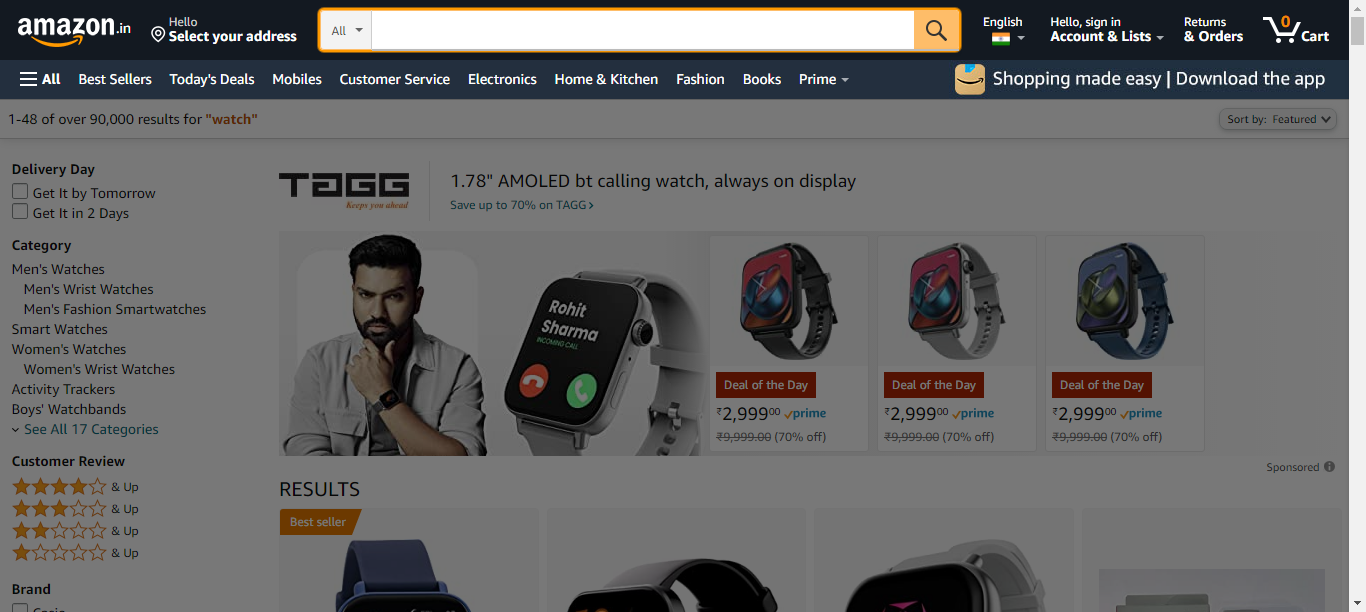 amazon.in
Hello
Select your address
All
English
Hello, sign in
Account & Lists
Returns
& Orders
0
Cart
All
Best Sellers
Today's Deals
Mobiles
Customer Service
Electronics
Home & Kitchen
Fashion
Books
Prime
Shopping made easy | Download the app
1-48 of over 90,000 results for "watch"
Sort by: Featured
Delivery Day
Get It by Tomorrow
Get It in 2 Days
Category
Men's Watches
Men's Wrist Watches
Men's Fashion Smartwatches
Smart Watches
Women's Watches
Women's Wrist Watches
Activity Trackers
Boys' Watchbands
See All 17 Categories
Customer Review
& Up
& Up
& Up
& Up
Brand
TAGG
Keeps you ahead
1.78" AMOLED bt calling watch, always on display
Save up to 70% on TAGG
Rohit
Sharma
INCOMING CALL
Deal of the Day
₹2,999.00 prime
₹9,999.00 (70% off)
Deal of the Day
₹2,999.00 prime
₹9,999.00 (70% off)
Deal of the Day
₹2,999.00 prime
₹9,999.00 (70% off)
Sponsored
RESULTS
Best seller